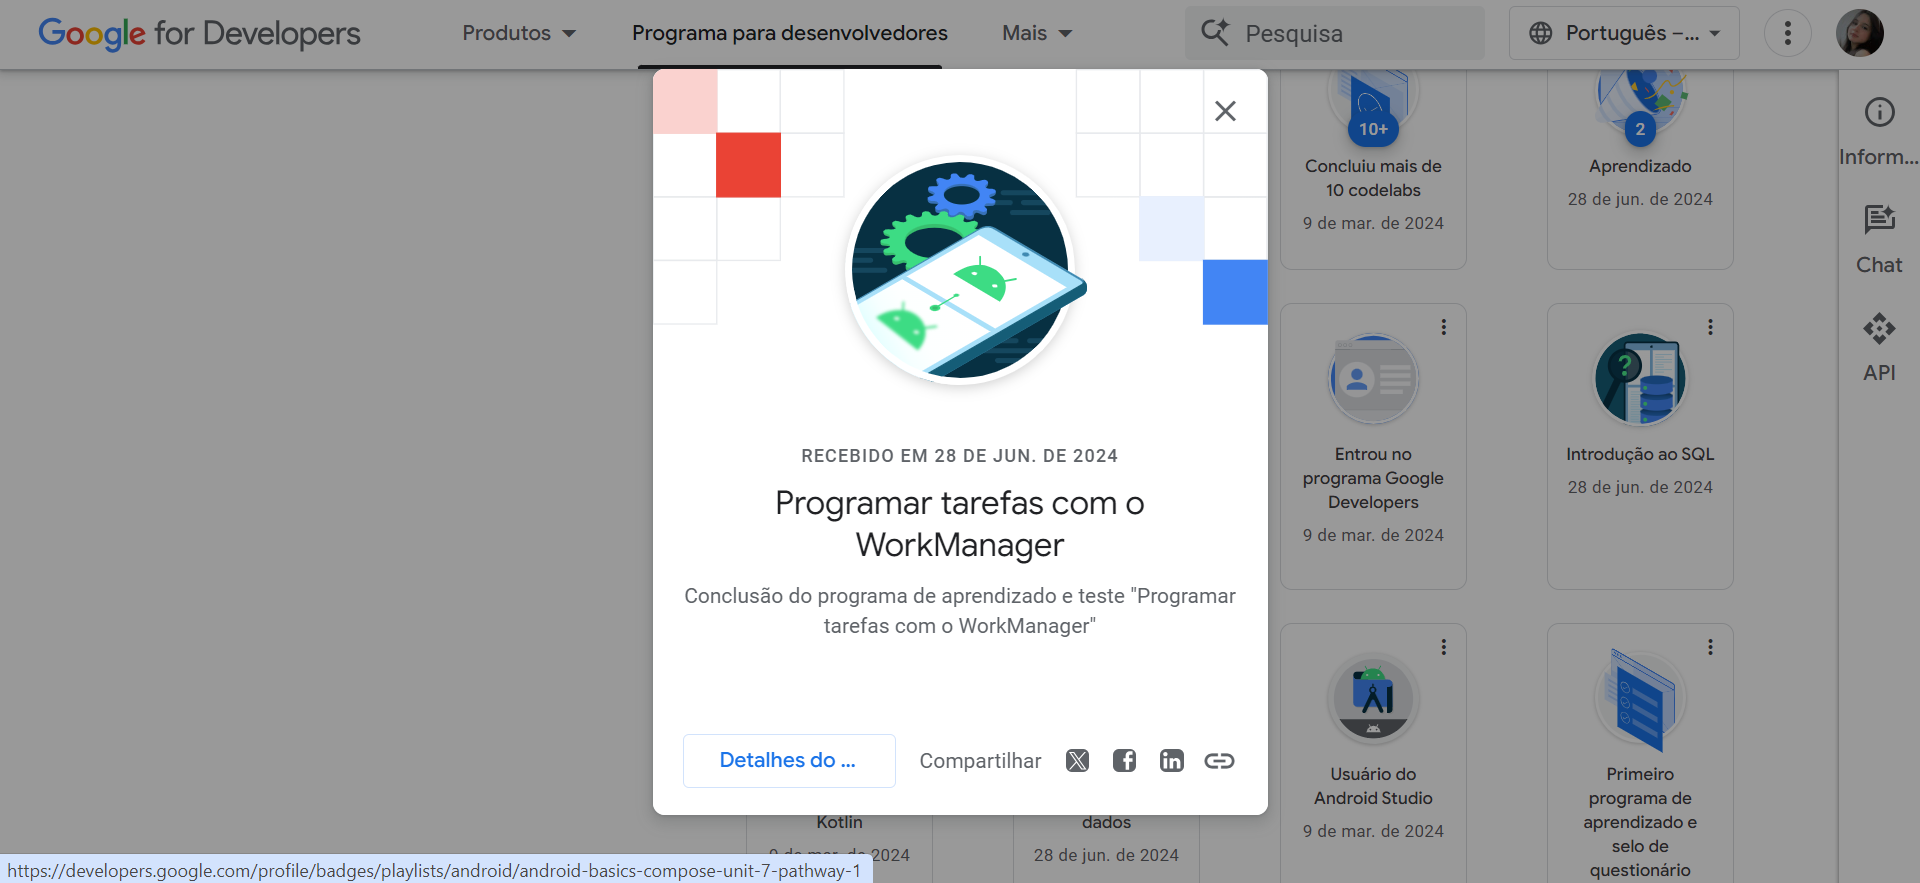 Google for Developers
Produtos
Programa para desenvolvedores
Mais
Pesquisa
Português –...
RECEBIDO EM 28 DE JUN. DE 2024
Programar tarefas com o
WorkManager
Conclusão do programa de aprendizado e teste "Programar
tarefas com o WorkManager"
Detalhes do ...
Compartilhar
10+
Concluiu mais de
10 codelabs
9 de mar. de 2024
2
Aprendizado
28 de jun. de 2024
Entrou no
programa Google
Developers
9 de mar. de 2024
?
Introdução ao SQL
28 de jun. de 2024
Usuário do
Android Studio
9 de mar. de 2024
Primeiro
programa de
aprendizado e
selo de
questionário
Kotlin
9 de mar. de 2024
dados
28 de jun. de 2024
Inform...
Chat
API
https://developers.google.com/profile/badges/playlists/android/android-basics-compose-unit-7-pathway-1